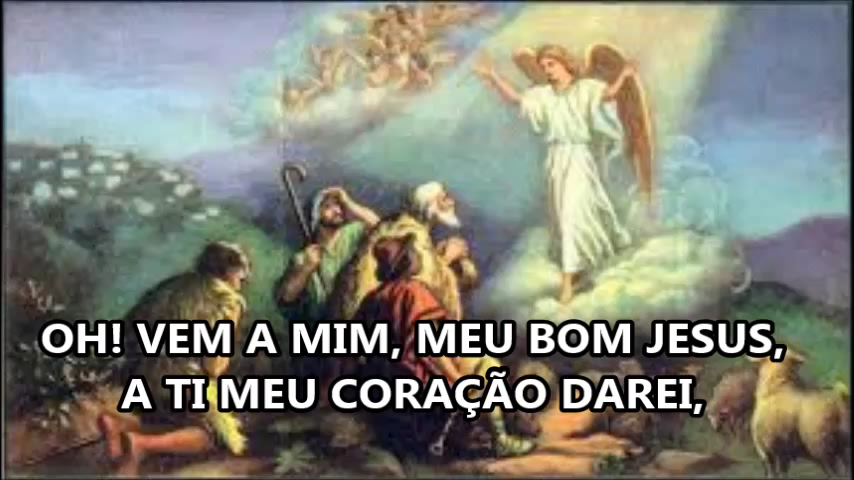 OH! VEM A MIM, MEU BOM JESUS,
A TI MEU CORAÇÃO DAREI,